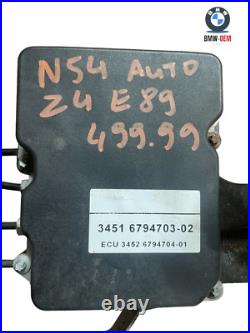 BMW-OEM
N54 AUTO
Z4 E89
499.99
3451 6794703-02
ECU 3452 6794704-01